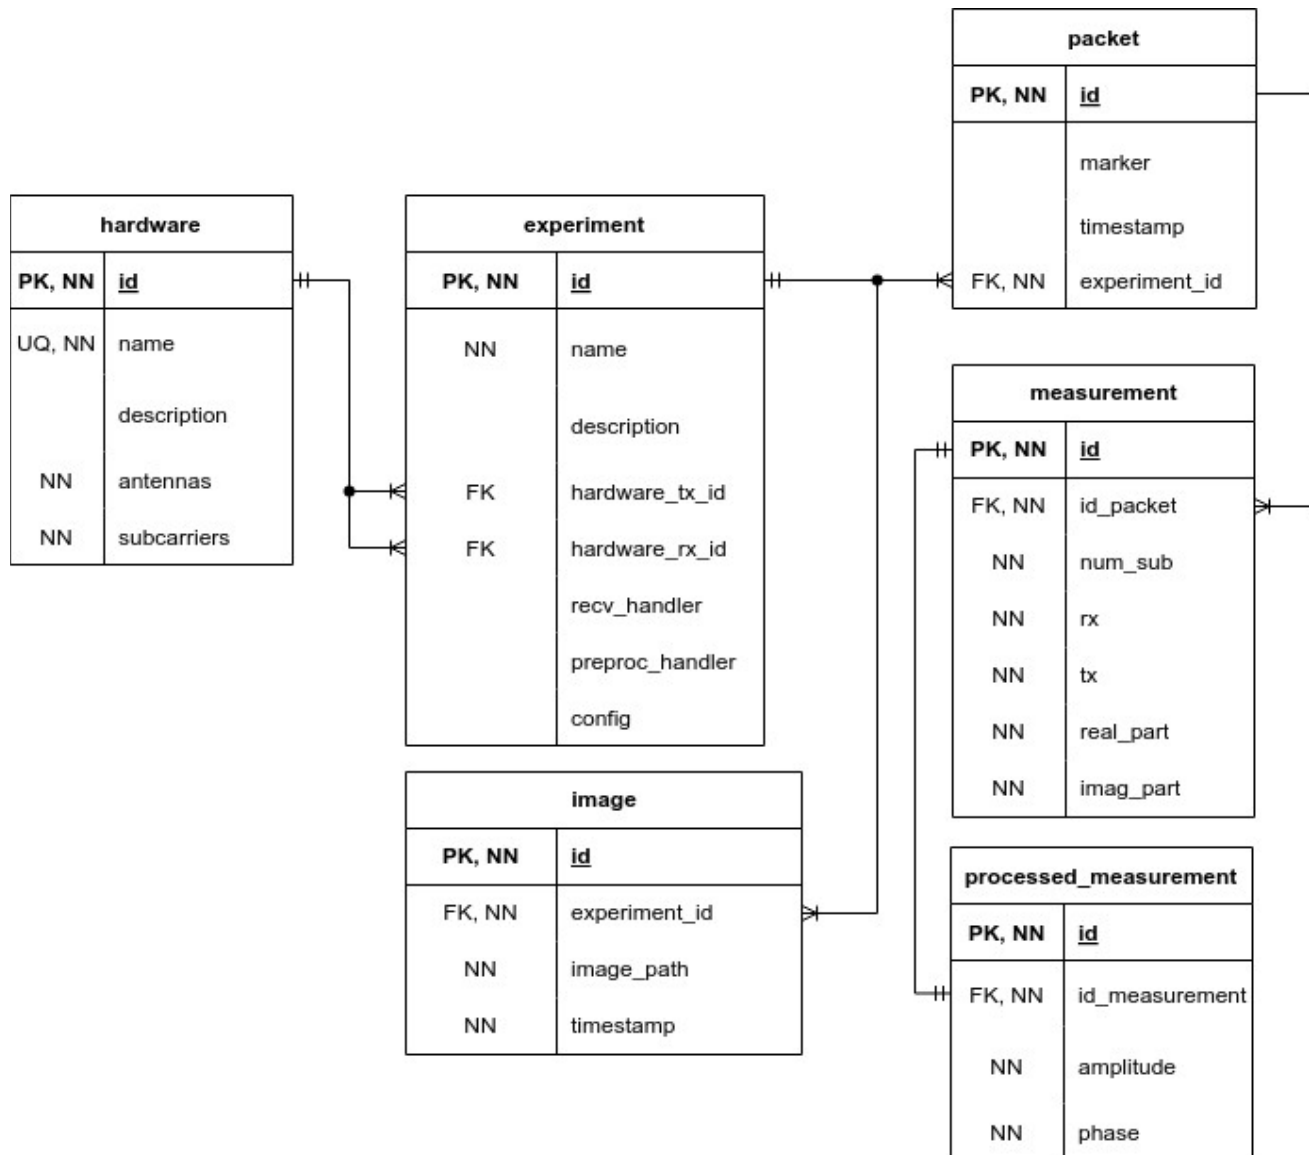 packet
PK, NN id
marker
timestamp
FK, NN experiment_id
hardware
PK, NN id
UQ, NN name
description
NN antennas
NN subcarriers
experiment
PK, NN id
NN name
description
FK hardware_tx_id
FK hardware_rx_id
recv_handler
preproc_handler
config
measurement
PK, NN id
FK, NN id_packet
NN num_sub
NN rx
NN tx
NN real_part
NN imag_part
image
PK, NN id
FK, NN experiment_id
NN image_path
NN timestamp
processed_measurement
PK, NN id
FK, NN id_measurement
NN amplitude
NN phase